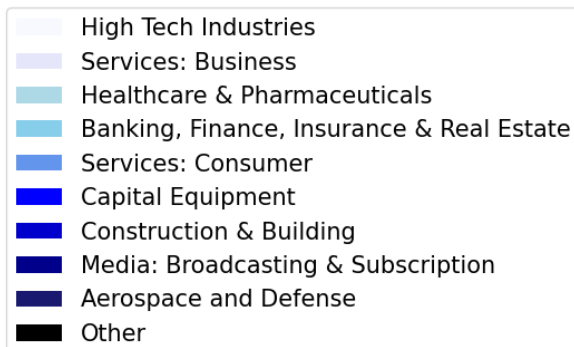 High Tech Industries
Services: Business
Healthcare & Pharmaceuticals
Banking, Finance, Insurance & Real Estate
Services: Consumer
Capital Equipment
Construction & Building
Media: Broadcasting & Subscription
Aerospace and Defense
Other